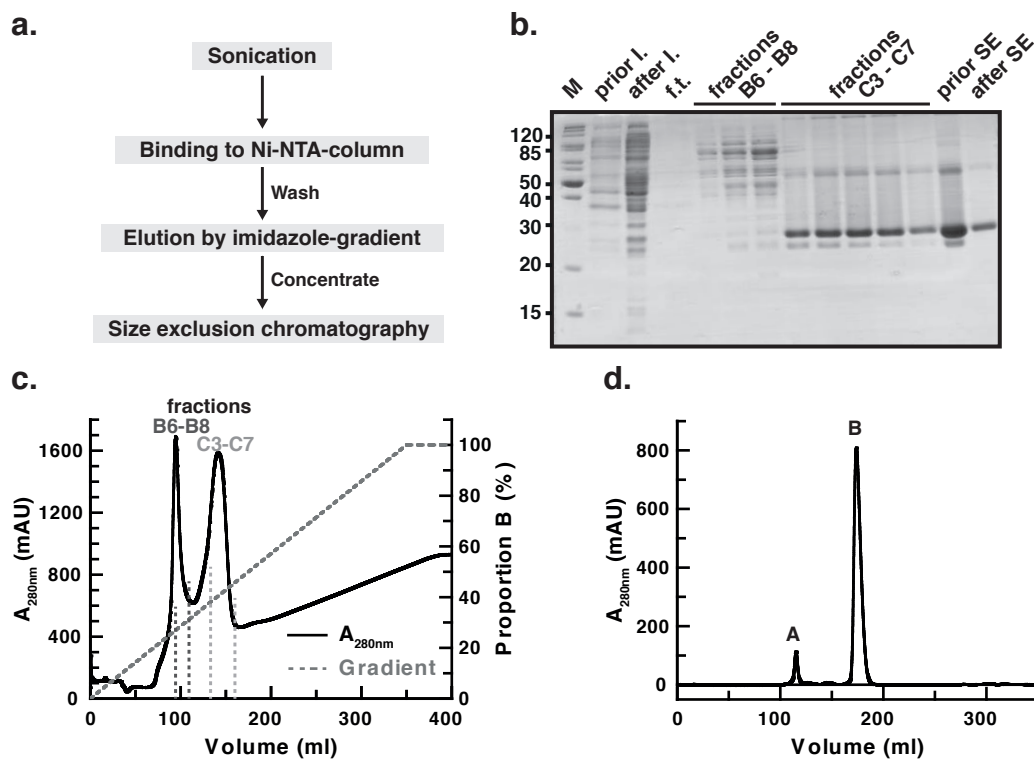 a.
Sonication
Binding to Ni-NTA-column
Wash
Elution by imidazole-gradient
Concentrate
Size exclusion chromatography
b.
M
prior I.
after I.
f.t.
fractions
B6 - B8
fractions
C3 - C7
prior SE
after SE
120
85
50
40
30
20
15
c.
fractions
B6-B8
C3-C7
A280nm (mAU)
1600
1200
800
400
0
Proportion B (%)
100
80
60
40
20
0
A280nm
Gradient
0 100 200 300 400
Volume (ml)
d.
A280nm (mAU)
800
600
400
200
0
A
B
0 100 200 300
Volume (ml)